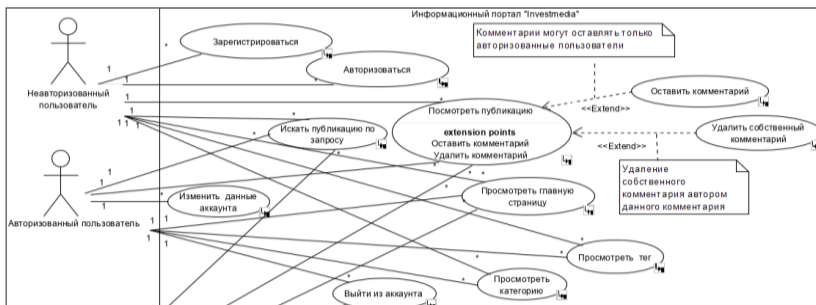 Информационный портал "Investmedia"
Комментарии могут оставлять только
авторизованные пользователи
Зарегистрироваться
Авторизоваться
Неавторизованный
пользователь
Посмотреть публикацию
extension points
Оставить комментарий
Удалить комментарий
<<Extend>>
Оставить комментарий
Искать публикацию по
запросу
<<Extend>>
Удалить собственный
комментарий
Удаление
собственного
комментария автором
данного комментария
Авторизованный пользователь
Изменить данные
аккаунта
Просмотреть главную
страницу
Просмотреть тег
Просмотреть
категорию
Выйти из аккаунта